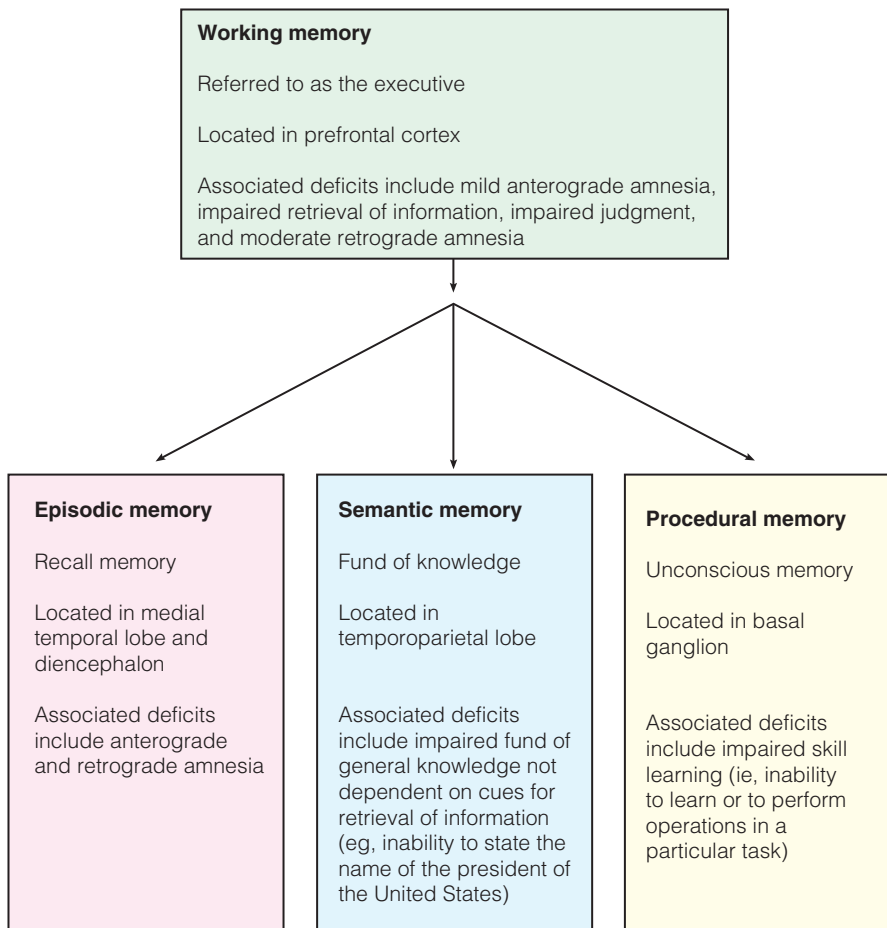 Working memory
Referred to as the executive
Located in prefrontal cortex
Associated deficits include mild anterograde amnesia,
impaired retrieval of information, impaired judgment,
and moderate retrograde amnesia
Episodic memory
Recall memory
Located in medial
temporal lobe and
diencephalon
Associated deficits
include anterograde
and retrograde amnesia
Semantic memory
Fund of knowledge
Located in
temporoparietal lobe
Associated deficits
include impaired fund of
general knowledge not
dependent on cues for
retrieval of information
(eg, inability to state the
name of the president of
the United States)
Procedural memory
Unconscious memory
Located in basal
ganglion
Associated deficits
include impaired skill
learning (ie, inability
to learn or to perform
operations in a
particular task)